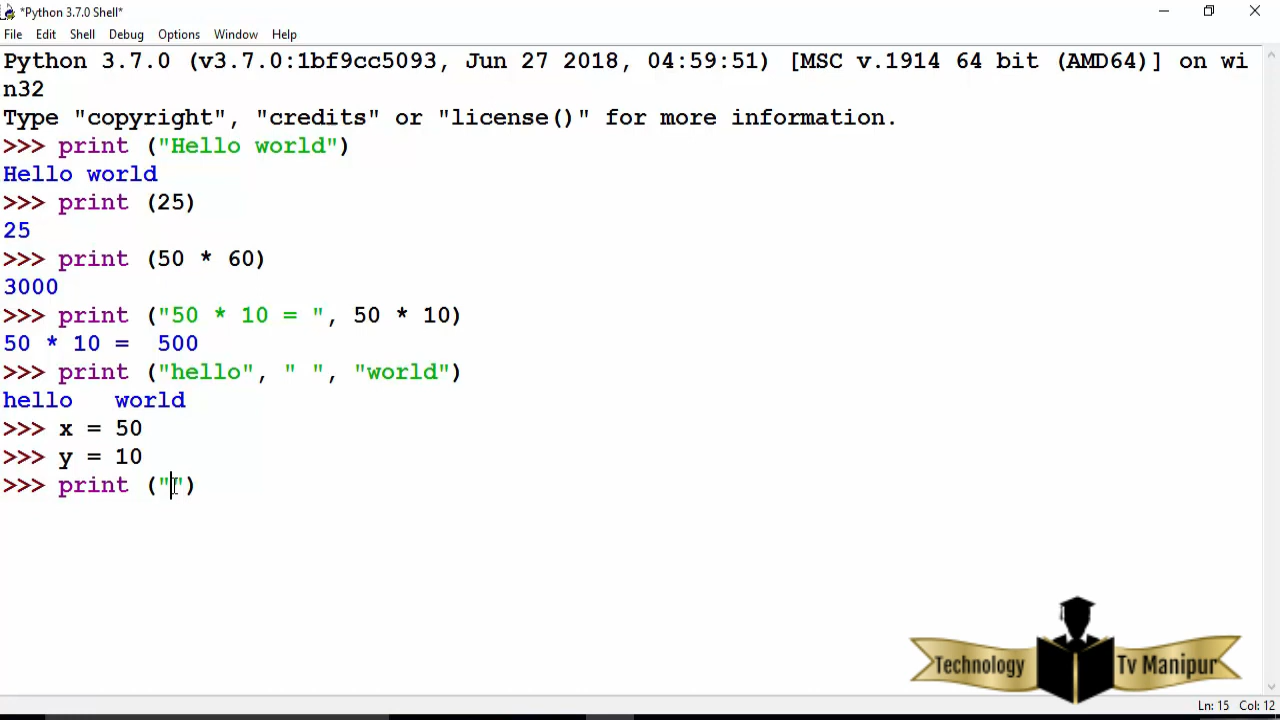 *Python 3.7.0 Shell*
File Edit Shell Debug Options Window Help
Python 3.7.0 (v3.7.0:1bf9cc5093, Jun 27 2018, 04:59:51) [MSC v.1914 64 bit (AMD64)] on wi
n32
Type "copyright", "credits" or "license()" for more information.
>>> print ("Hello world")
Hello world
>>> print (25)
25
>>> print (50 * 60)
3000
>>> print ("50 * 10 = ", 50 * 10)
50 * 10 =  500
>>> print ("hello", " ", "world")
hello   world
>>> x = 50
>>> y = 10
>>> print ("")
Technology Tv Manipur
Ln: 15 Col: 12